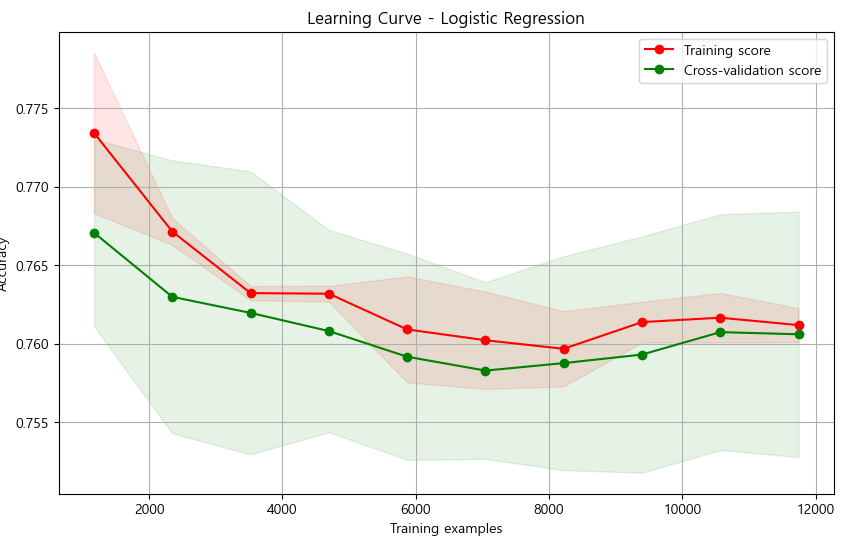 Learning Curve - Logistic Regression
Training score
Cross-validation score
0.775
0.770
0.765
0.760
0.755
Accuracy
2000
4000
6000
8000
10000
12000
Training examples